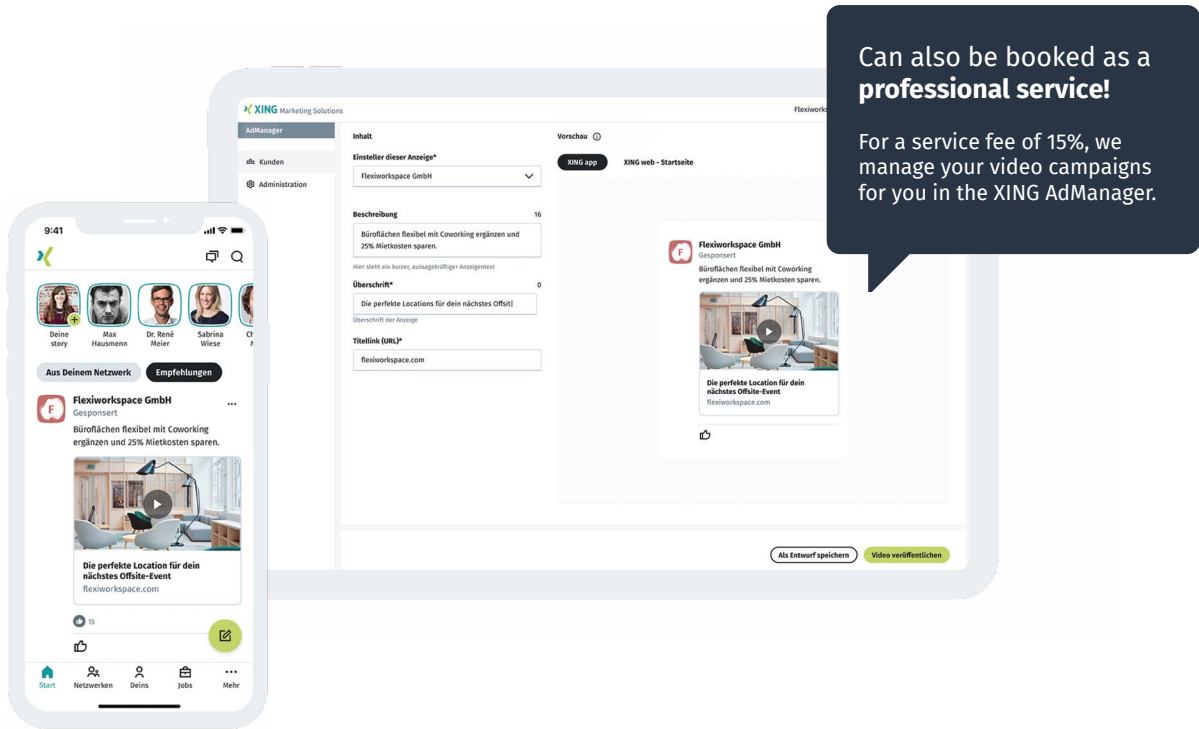 Can also be booked as a
professional service!
For a service fee of 15%, we
manage your video campaigns
for you in the XING AdManager.
XING Marketing Solutions
Flexiworks
AdManager
Kunden
Administration
Inhalt
Einsteller dieser Anzeige*
Flexiworkspace GmbH
Beschreibung 16
Büroflächen flexibel mit Coworking ergänzen und
25% Mietkosten sparen.
Hier steht ein kurzer, aussagekräftiger Anzeigentext
Überschrift* 0
Die perfekte Locations für dein nächstes Offsit
Überschrift der Anzeige
Titellink (URL)*
flexiworkspace.com
Vorschau
XING app XING web - Startseite
F
Flexiworkspace GmbH
Gesponsert
Büroflächen flexibel mit Coworking
ergänzen und 25% Mietkosten sparen.
Die perfekte Location für dein
nächstes Offsite-Event
flexiworkspace.com
Als Entwurf speichern Video veröffentlichen
9:41
Deine
story
Max
Hausmenn
Dr. René
Meier
Sabrina
Wiese
Aus Deinem Netzwerk Empfehlungen
F
Flexiworkspace GmbH
Gesponsert
Büroflächen flexibel mit Coworking
ergänzen und 25% Mietkosten sparen.
Die perfekte Location für dein
nächstes Offsite-Event
flexiworkspace.com
15
Start Netzwerken Deins Jobs Mehr